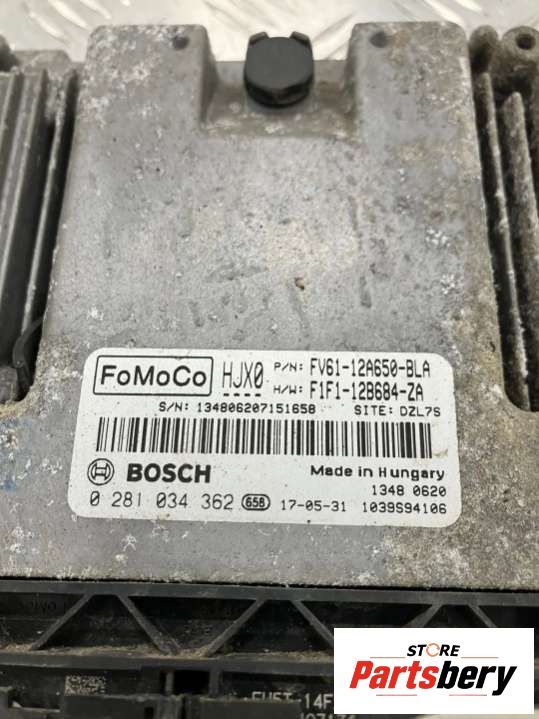 FoMoCo
HJX0
P/N: FV61-12A650-BLA
H/W: F1F1-12B684-ZA
S/N: 134806207151658 SITE: DZL7S
BOSCH
Made in Hungary
1348 0620
0 281 034 362 65B 17-05-31 1039S94106
STORE
Partsbery